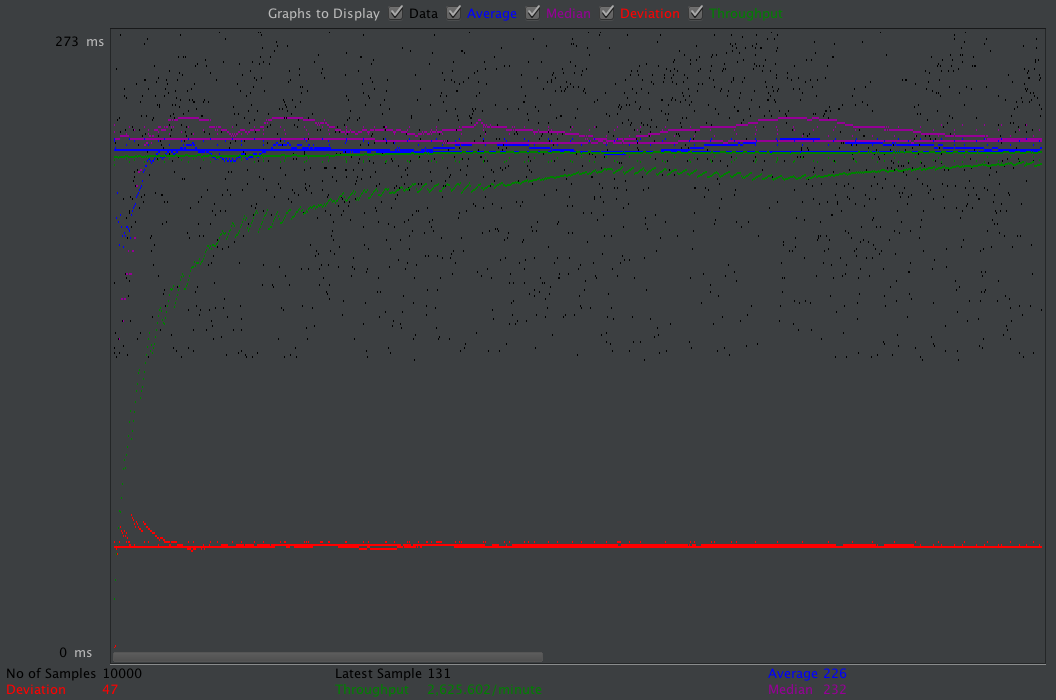 Graphs to Display Data Average Median Deviation Throughput
273 ms
0 ms
No of Samples 10000 Latest Sample 131 Average 226
Deviation 47 Throughput 2,625.602/minute Median